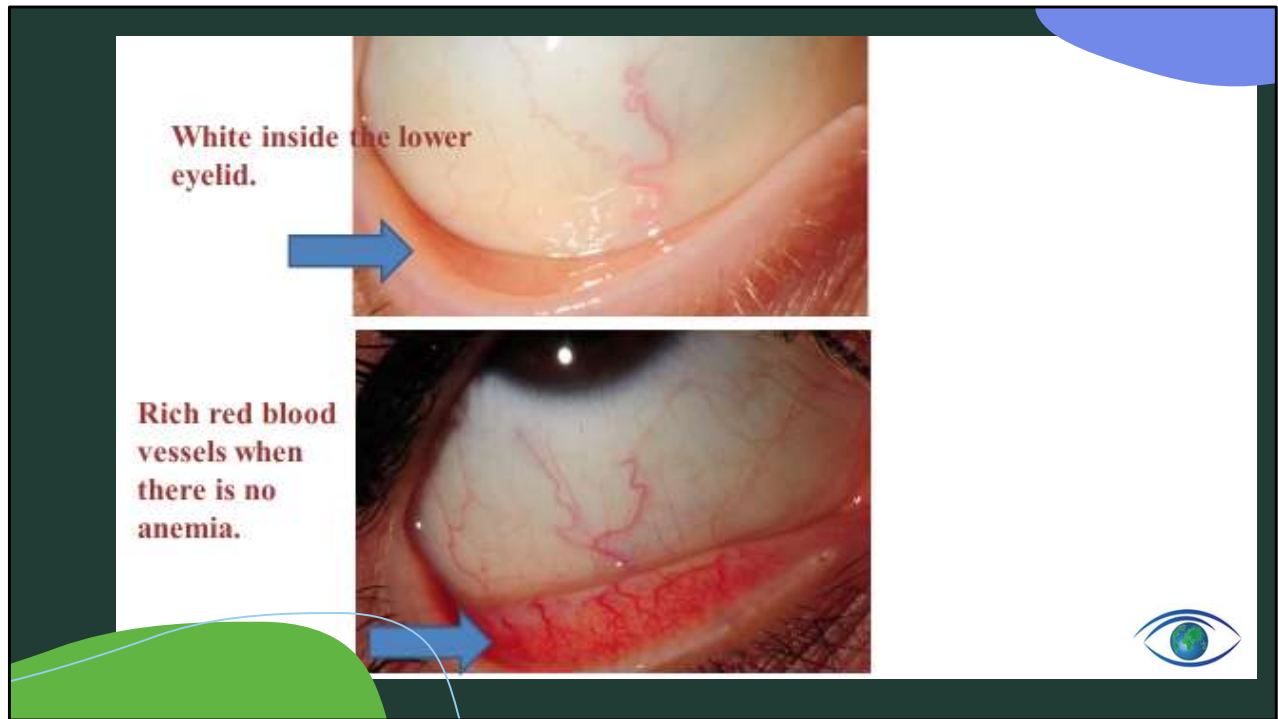 White inside the lower
eyelid.
Rich red blood
vessels when
there is no
anemia.